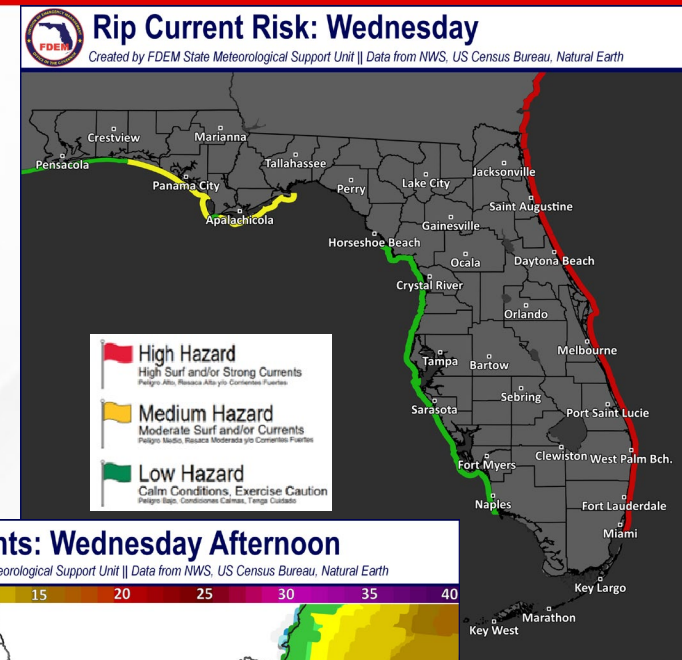 Rip Current Risk: Wednesday
FDEM
Created by FDEM State Meteorological Support Unit || Data from NWS, US Census Bureau, Natural Earth
Crestview
Marianna
Pensacola
Tallahassee
Jacksonville
Panama City
Perry
Lake City
Saint Augustine
Apalachicola
Gainesville
Horseshoe Beach
Ocala
Daytona Beach
Crystal River
Orlando
High Hazard
High Surf and/or Strong Currents
Peligro Alto, Resaca Alta y/o Corrientes Fuertes
Melbourne
Tampa
Bartow
Medium Hazard
Moderate Surf and/or Currents
Peligro Medio, Resaca Moderada y/o Corrientes Fuertes
Sebring
Sarasota
Port Saint Lucie
Low Hazard
Calm Conditions, Exercise Caution
Peligro Bajo, Condiciones Calmas, Tenga Cuidado
Clewiston
West Palm Bch.
Fort Myers
Naples
Fort Lauderdale
Miami
nts: Wednesday Afternoon
eorological Support Unit || Data from NWS, US Census Bureau, Natural Earth
15 20 25 30 35 40
Key Largo
Marathon
Key West